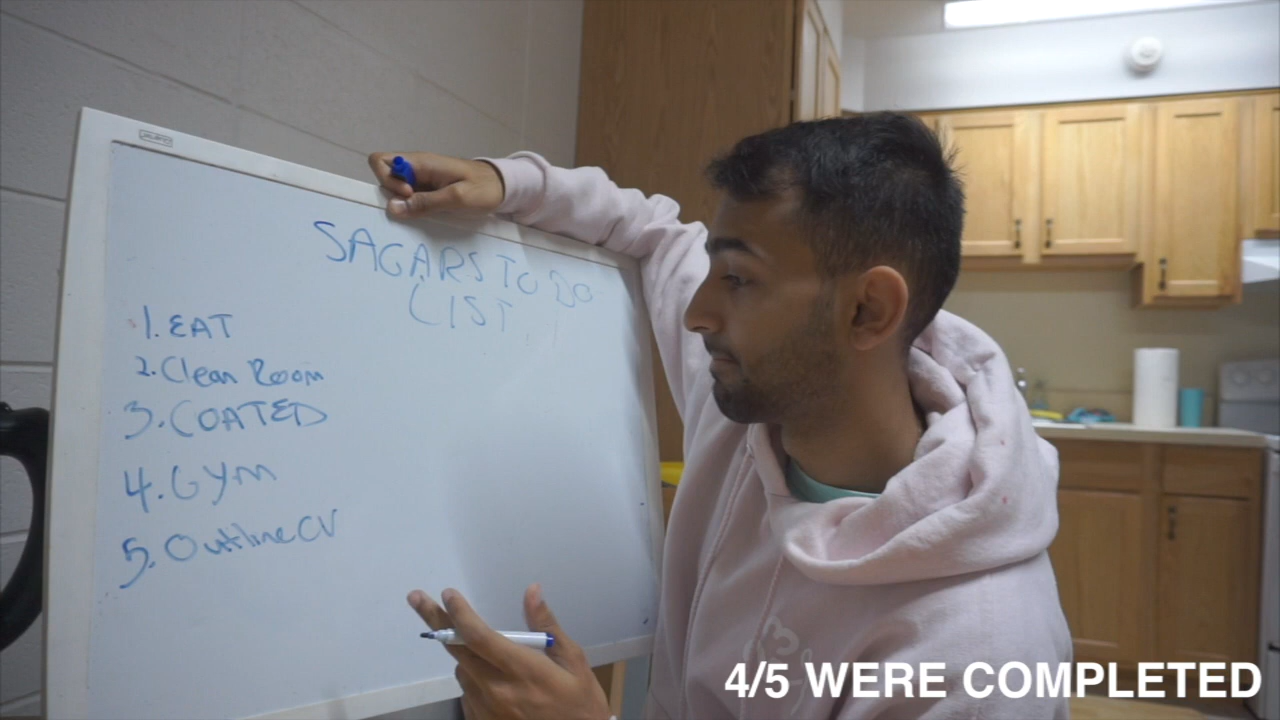 SAGARS TO DO
LIST
1. EAT
2. Clean Room
3. COATED
4. Gym
5. Outline CV
4/5 WERE COMPLETED